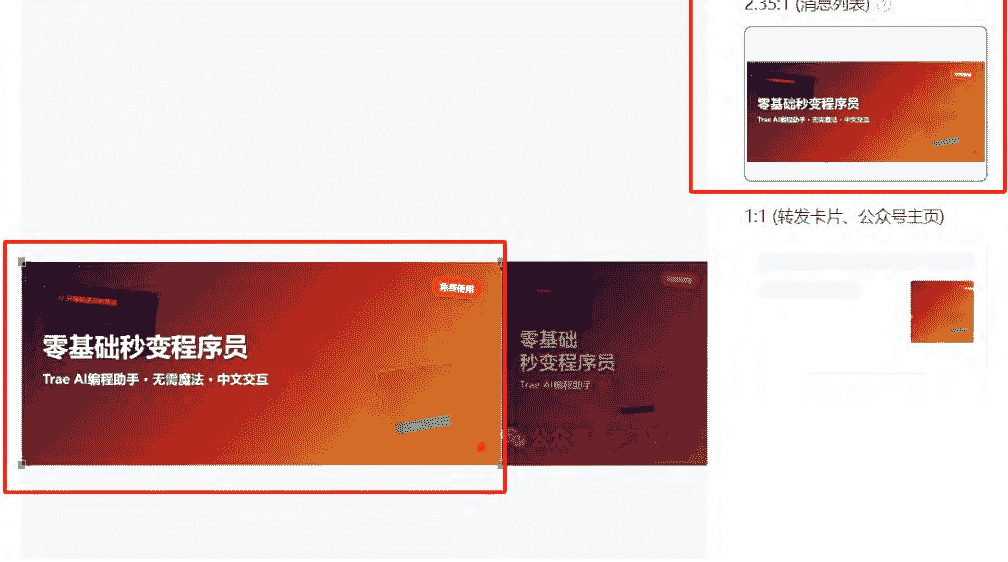 2.35:1 (消息列表)
零基础秒变程序员
Trae AI编程助手・无需魔法・中文交互
1:1 (转发卡片、公众号主页)
免费使用
零基础秒变程序员
Trae AI编程助手・无需魔法・中文交互
零基础
秒变程序员
Trae AI编程助手